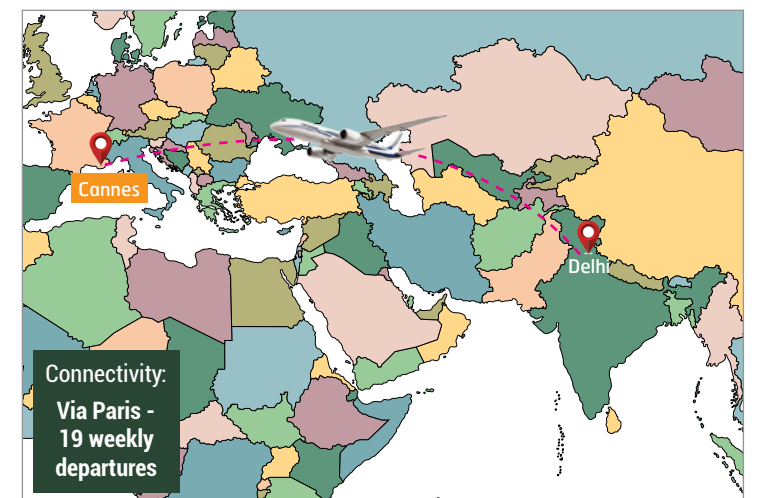 Cannes
Delhi
Connectivity:
Via Paris -
19 weekly
departures